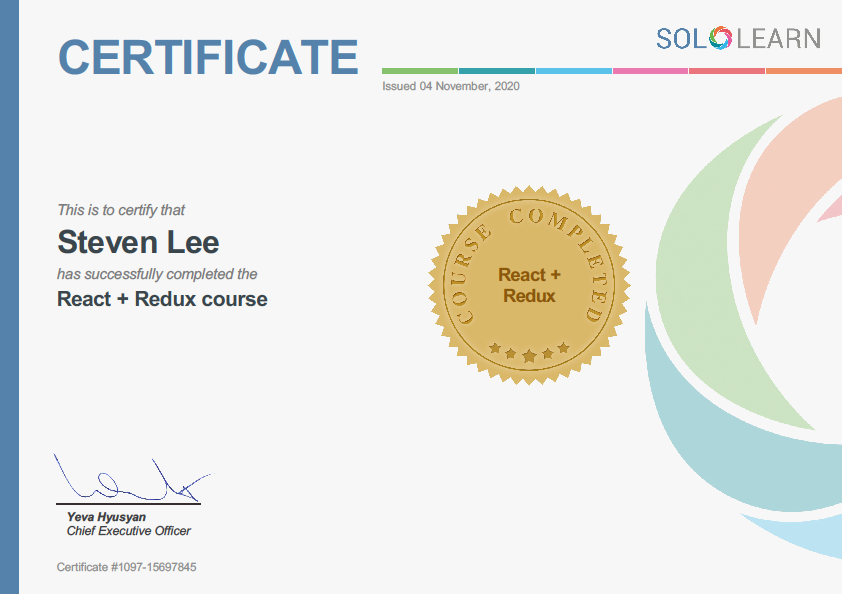 CERTIFICATE
SOLOLEARN
Issued 04 November, 2020
This is to certify that
Steven Lee
has successfully completed the
React + Redux course
COURSE COMPLETED
React +
Redux
Yeva Hyusyan
Chief Executive Officer
Certificate #1097-15697845